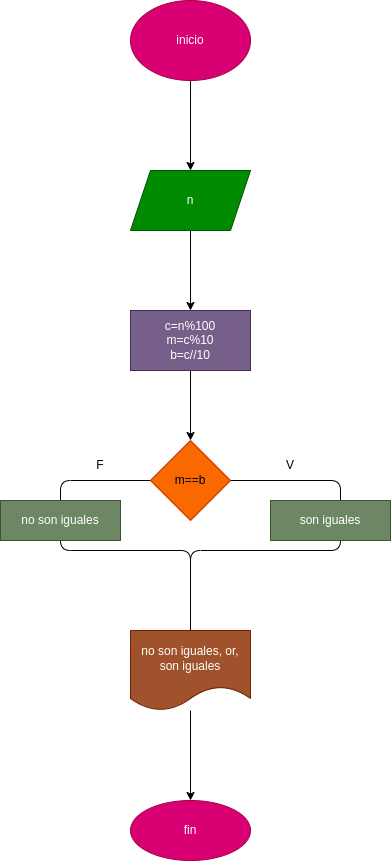 inicio
n
c=n%100
m=c%10
b=c//10
F
V
m==b
no son iguales
son iguales
no son iguales, or,
son iguales
fin